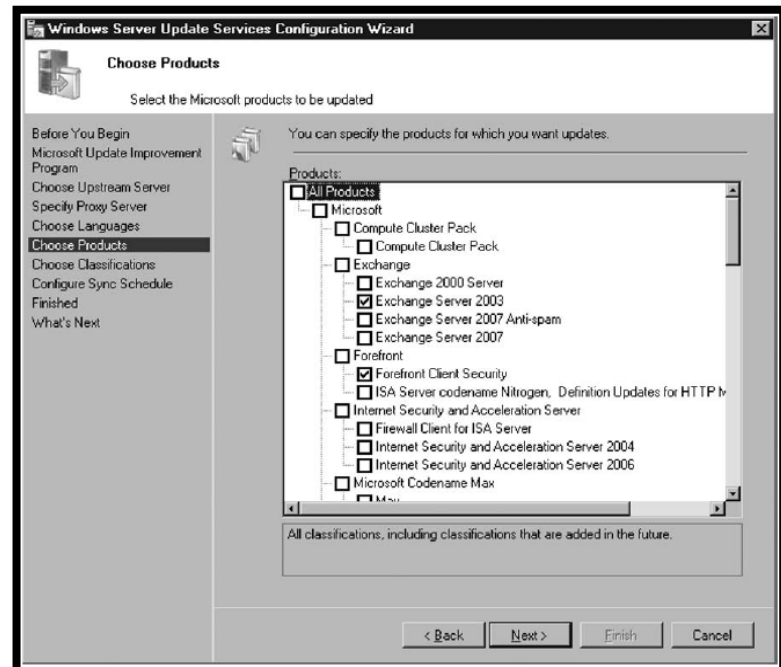 Windows Server Update Services Configuration Wizard
Choose Products
Select the Microsoft products to be updated
Before You Begin
Microsoft Update Improvement
Program
Choose Upstream Server
Specify Proxy Server
Choose Languages
Choose Products
Choose Classifications
Configure Sync Schedule
Finished
What's Next
You can specify the products for which you want updates.
Products:
All Products
Microsoft
Compute Cluster Pack
Compute Cluster Pack
Exchange
Exchange 2000 Server
Exchange Server 2003
Exchange Server 2007 Anti-spam
Exchange Server 2007
Forefront
Forefront Client Security
ISA Server codename Nitrogen, Definition Updates for HTTP
Internet Security and Acceleration Server
Firewall Client for ISA Server
Internet Security and Acceleration Server 2004
Internet Security and Acceleration Server 2006
Microsoft Codename Max
Max
All classifications, including classifications that are added in the future.
< Back
Next >
Finish
Cancel